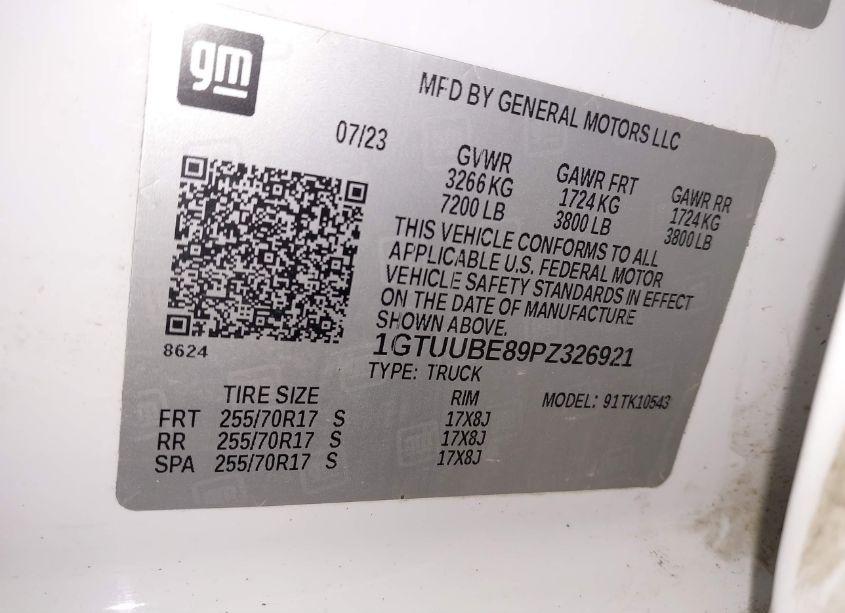 gm
MFD BY GENERAL MOTORS LLC
07/23
GVWR GAWR FRT GAWR RR
3266 KG 1724 KG 1724 KG
7200 LB 3800 LB 3800 LB
THIS VEHICLE CONFORMS TO ALL
APPLICABLE U.S. FEDERAL MOTOR
VEHICLE SAFETY STANDARDS IN EFFECT
ON THE DATE OF MANUFACTURE
SHOWN ABOVE.
8624
1GTUUBE89PZ326921
TYPE: TRUCK
TIRE SIZE RIM MODEL: 91TK10543
FRT 255/70R17 S 17X8J
RR 255/70R17 S 17X8J
SPA 255/70R17 S 17X8J